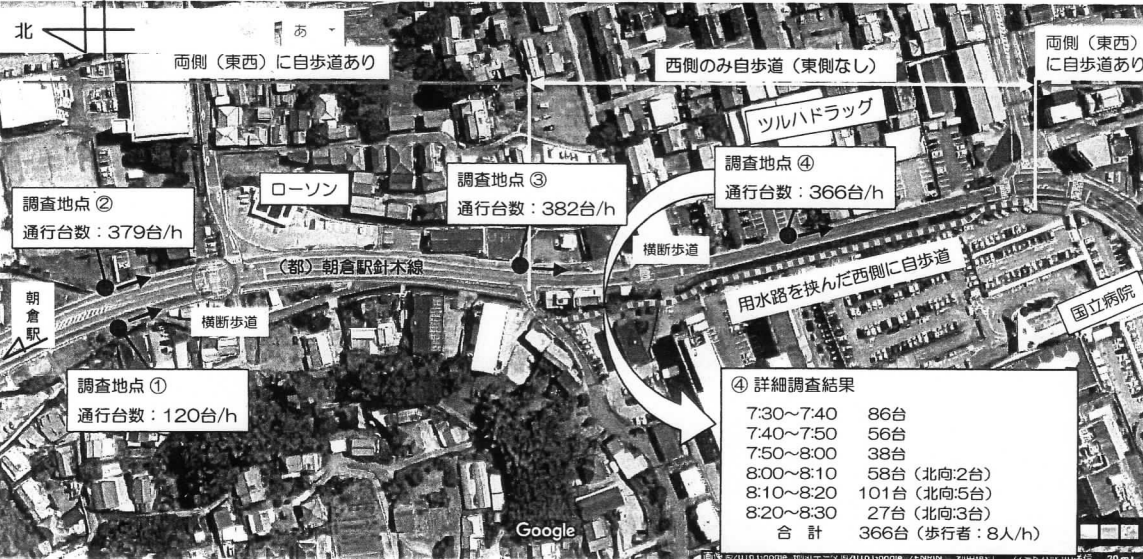 北
あ
両側（東西）に自歩道あり
西側のみ自歩道（東側なし）
両側（東西）
に自歩道あり
ツルハドラッグ
調査地点 ④
通行台数：366台/h
調査地点 ③
通行台数：382台/h
ローソン
調査地点 ②
通行台数：379台/h
横断歩道
（都）朝倉駅針木線
用水路を挟んだ西側に自歩道
国立病院
朝倉駅
横断歩道
調査地点 ①
通行台数：120台/h
④ 詳細調査結果
7:30～7:40 86台
7:40～7:50 56台
7:50～8:00 38台
8:00～8:10 58台（北向:2台）
8:10～8:20 101台（北向:5台）
8:20～8:30 27台（北向:3台）
合 計 366台（歩行者：8人/h）
Google